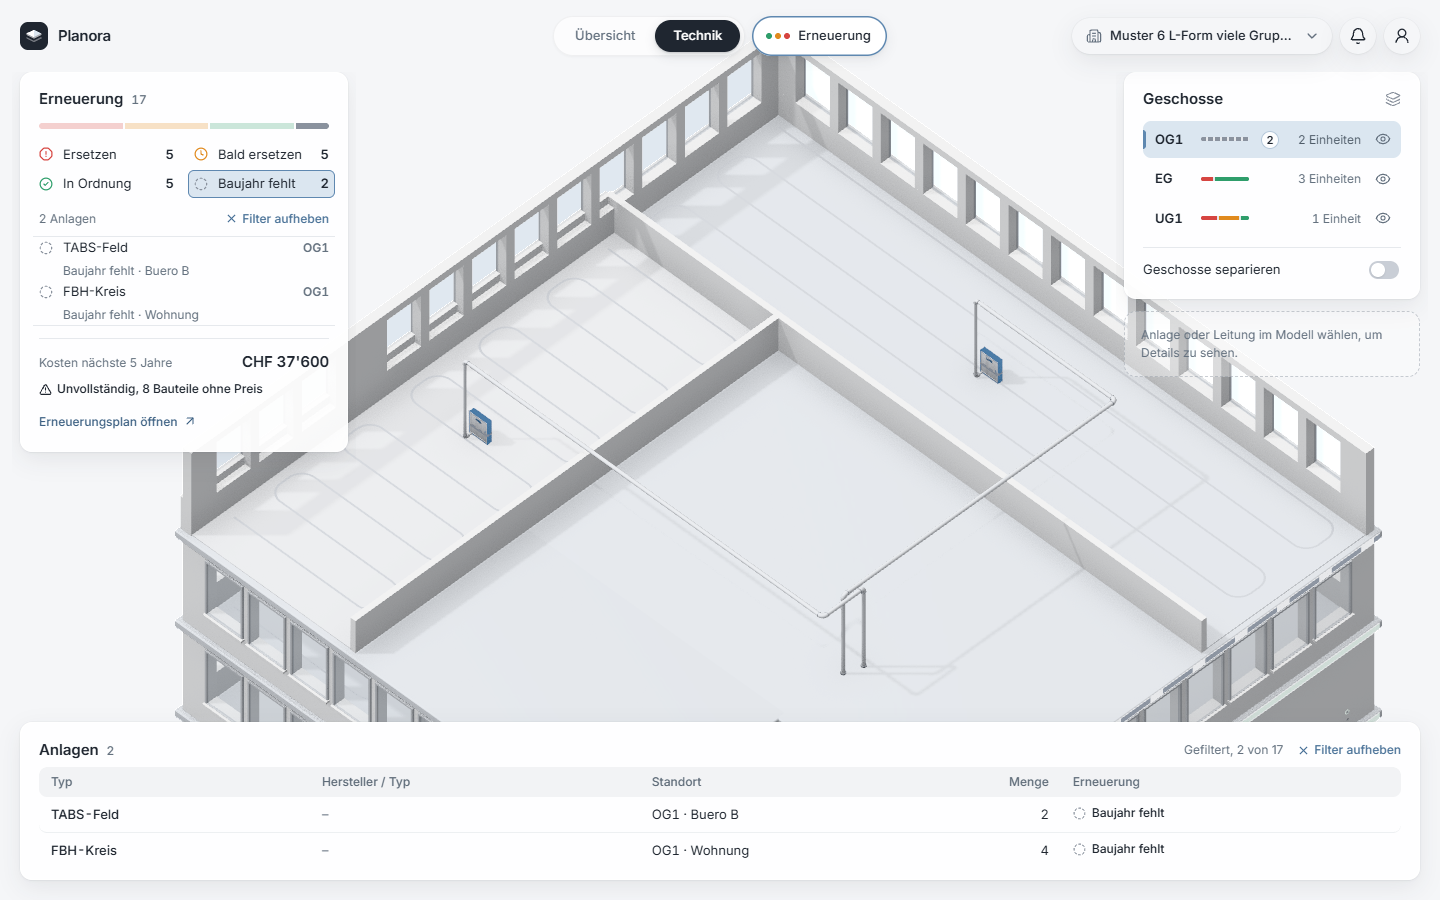 Planora
Übersicht
Technik
Erneuerung
Muster 6 L-Form viele Grup...
Erneuerung 17
Ersetzen 5
Bald ersetzen 5
In Ordnung 5
Baujahr fehlt 2
2 Anlagen
Filter aufheben
TABS-Feld OG1
Baujahr fehlt · Buero B
FBH-Kreis OG1
Baujahr fehlt · Wohnung
Kosten nächste 5 Jahre CHF 37'600
Unvollständig, 8 Bauteile ohne Preis
Erneuerungsplan öffnen
Geschosse
OG1 2 2 Einheiten
EG 3 Einheiten
UG1 1 Einheit
Geschosse separieren
Anlage oder Leitung im Modell wählen, um
Details zu sehen.
Anlagen 2
Gefiltert, 2 von 17
Filter aufheben
Typ Hersteller / Typ Standort Menge Erneuerung
TABS-Feld – OG1 · Buero B 2 Baujahr fehlt
FBH-Kreis – OG1 · Wohnung 4 Baujahr fehlt